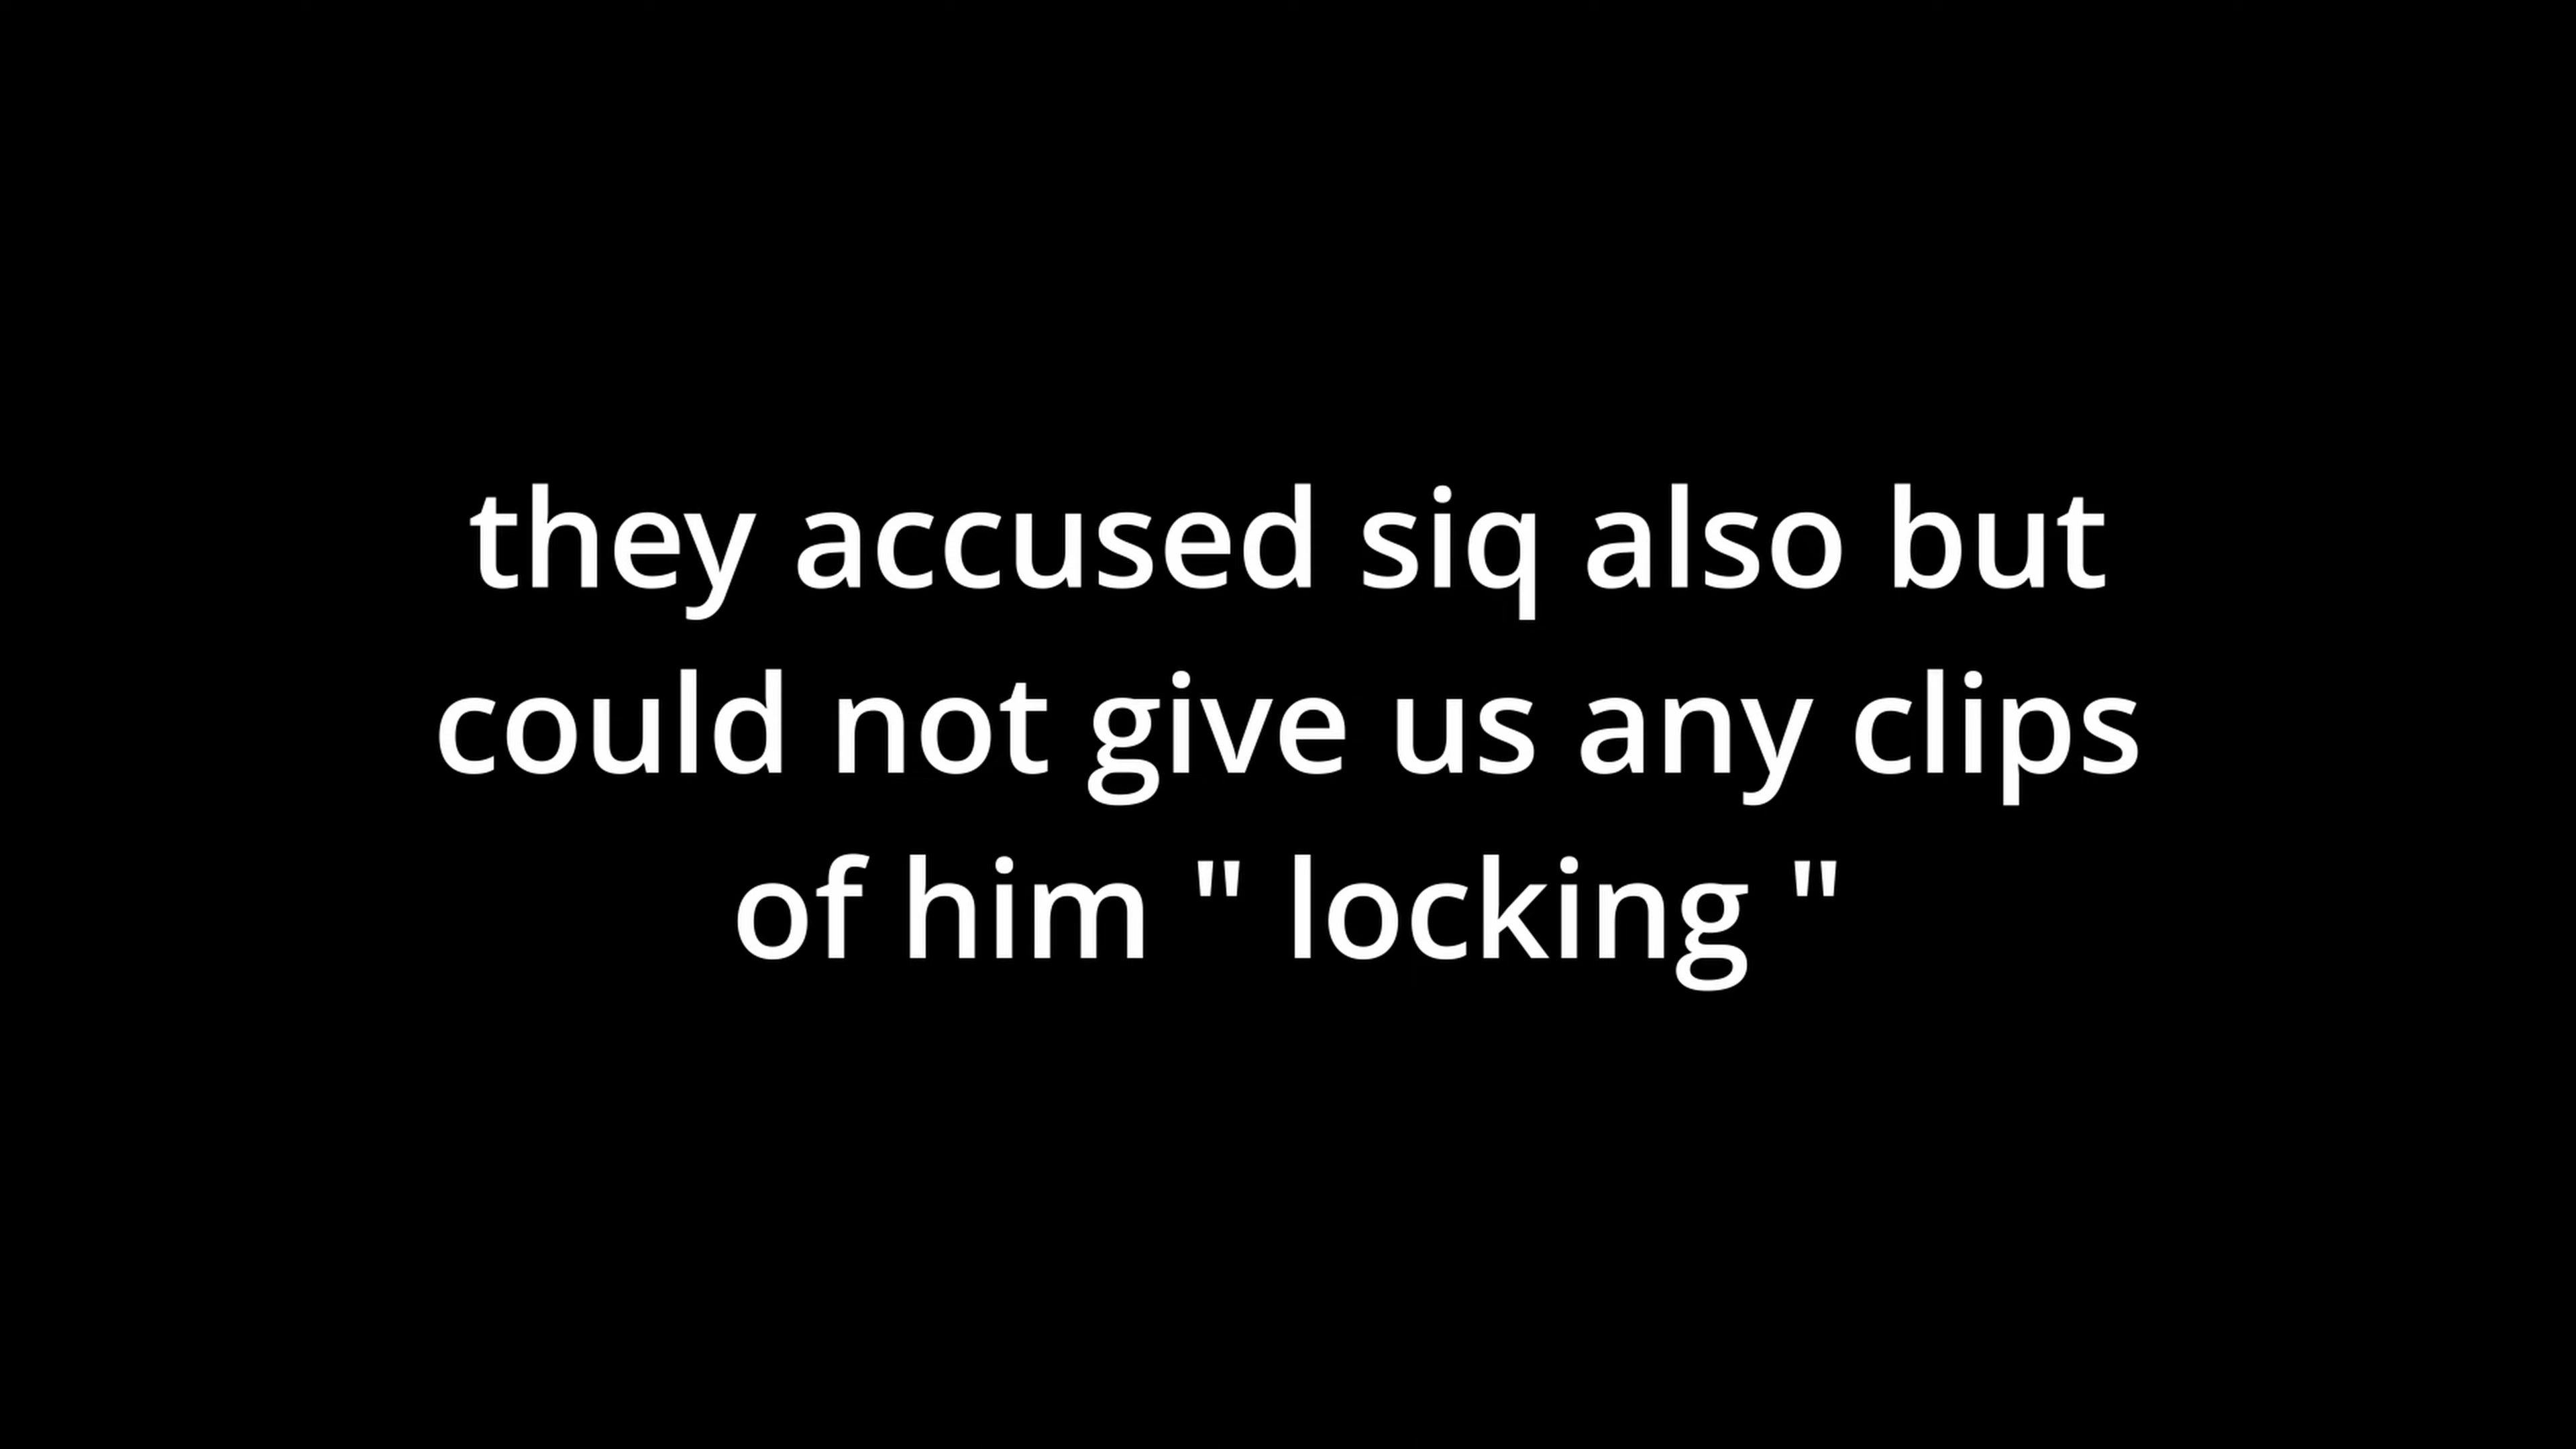 they accused siq also but
could not give us any clips
of him " locking "